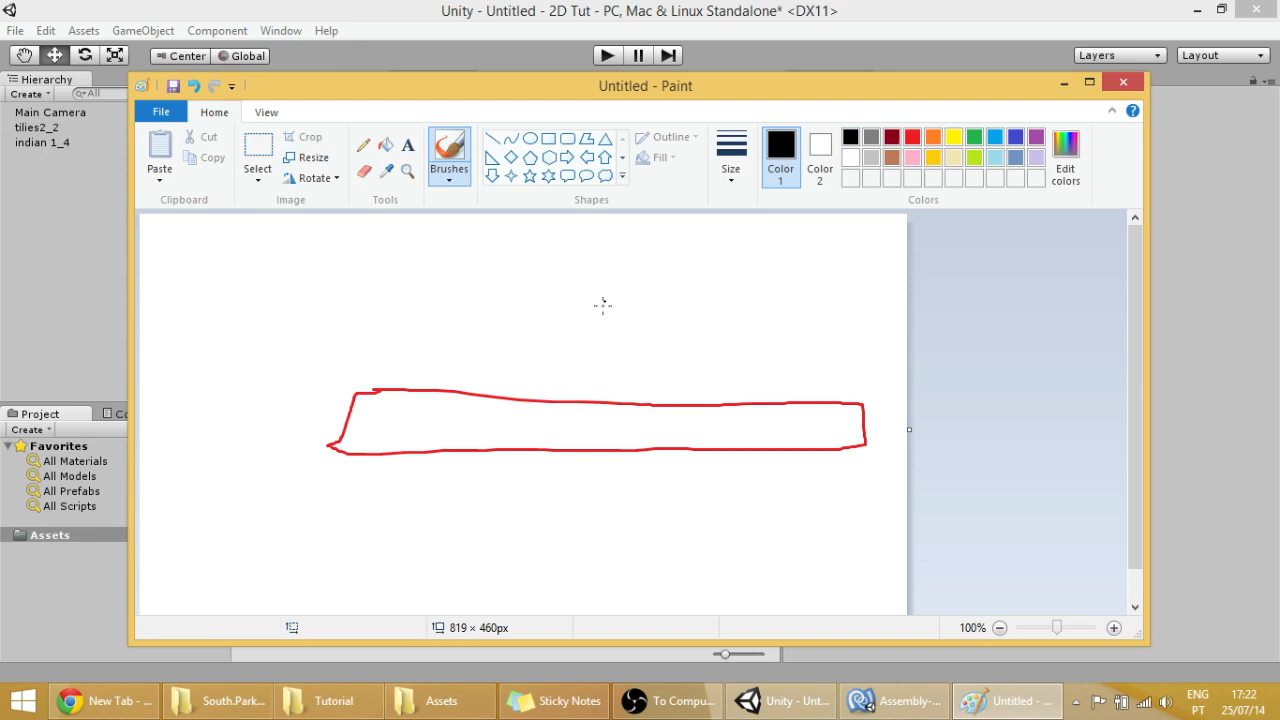 Unity - Untitled - 2D Tut - PC, Mac & Linux Standalone* <DX11>
File Edit Assets GameObject Component Window Help
Center Global Layers Layout
Hierarchy
Create All
Main Camera
tilies2_2
indian 1_4
Untitled - Paint
File Home View
Paste Cut Copy
Select Crop Resize Rotate
Brushes
Outline Fill
Size
Color 1
Color 2
Edit colors
Clipboard Image Tools Shapes Colors
Project Co
Create
Favorites
All Materials
All Models
All Prefabs
All Scripts
Assets
819 × 460px 100%
New Tab - ... South.Park... Tutorial Assets Sticky Notes To Compu... Unity - Unt... Assembly-... Untitled - ...
ENG 17:22
PT 25/07/14